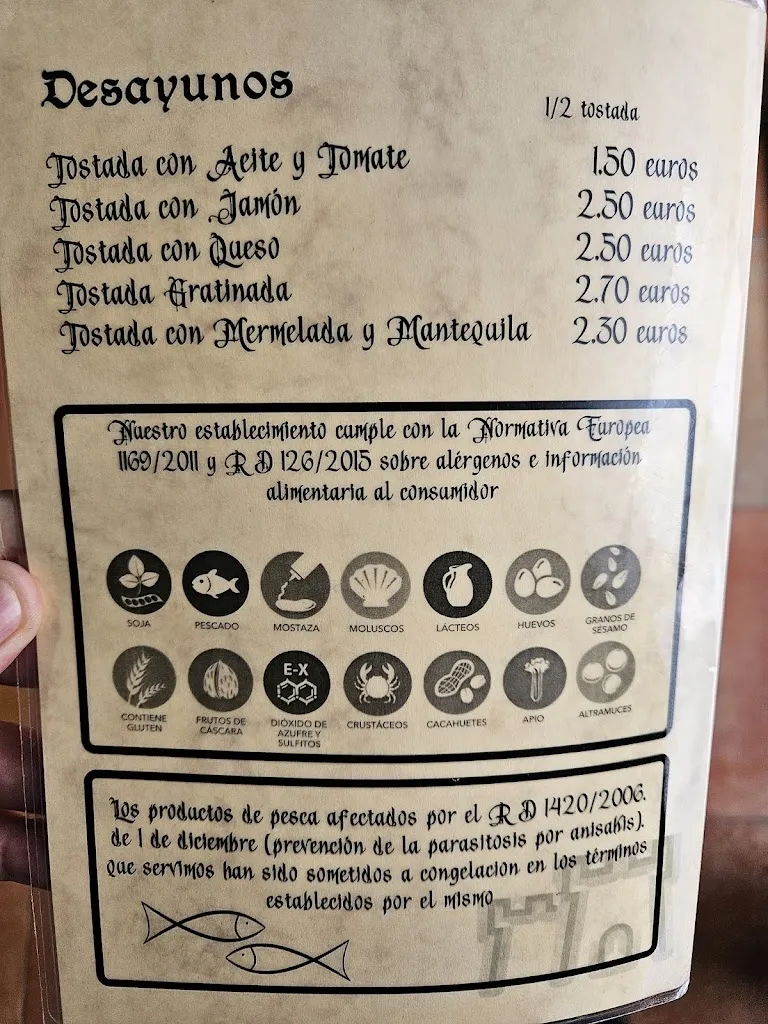 Desayunos
1/2 tostada
Tostada con Aeite y Tomate 1.50 euros
Tostada con Jamón 2.50 euros
Tostada con Queso 2.50 euros
Tostada Gratinada 2.70 euros
Tostada con Mermelada y Mantequila 2.30 euros
Nuestro establecimiento cumple con la Normativa Europea
1169/2011 y R D 126/2015 sobre alérgenos e información
alimentaria al consumidor
SOJA PESCADO MOSTAZA MOLUSCOS LÁCTEOS HUEVOS GRANOS DE
SÉSAMO
E-X
CONTIENE
GLUTEN
FRUTOS DE
CÁSCARA
DIÓXIDO DE
AZUFRE Y
SULFITOS
CRUSTÁCEOS CACAHUETES APIO ALTRAMUCES
Los productos de pesca afectados por el R D 1420/2006.
de 1 de diciembre (prevención de la parasitosis por anisakis).
que servimos han sido sometidos a congelacion en los términos
establecidos por el mismo